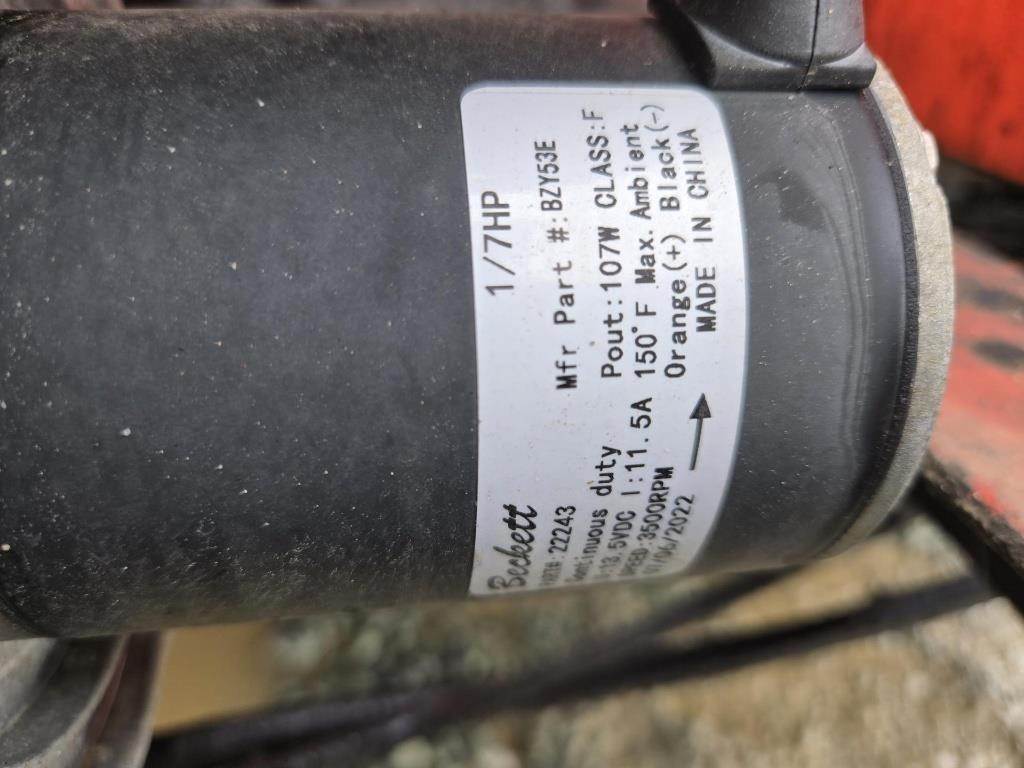 Beckett 1/7HP
22243 Mfr Part #:BZY53E
Continuous duty Pout:107W CLASS:F
5VDC I:11.5A 150°F Max. Ambient
3500RPM Orange(+) Black(-)
/2022 MADE IN CHINA